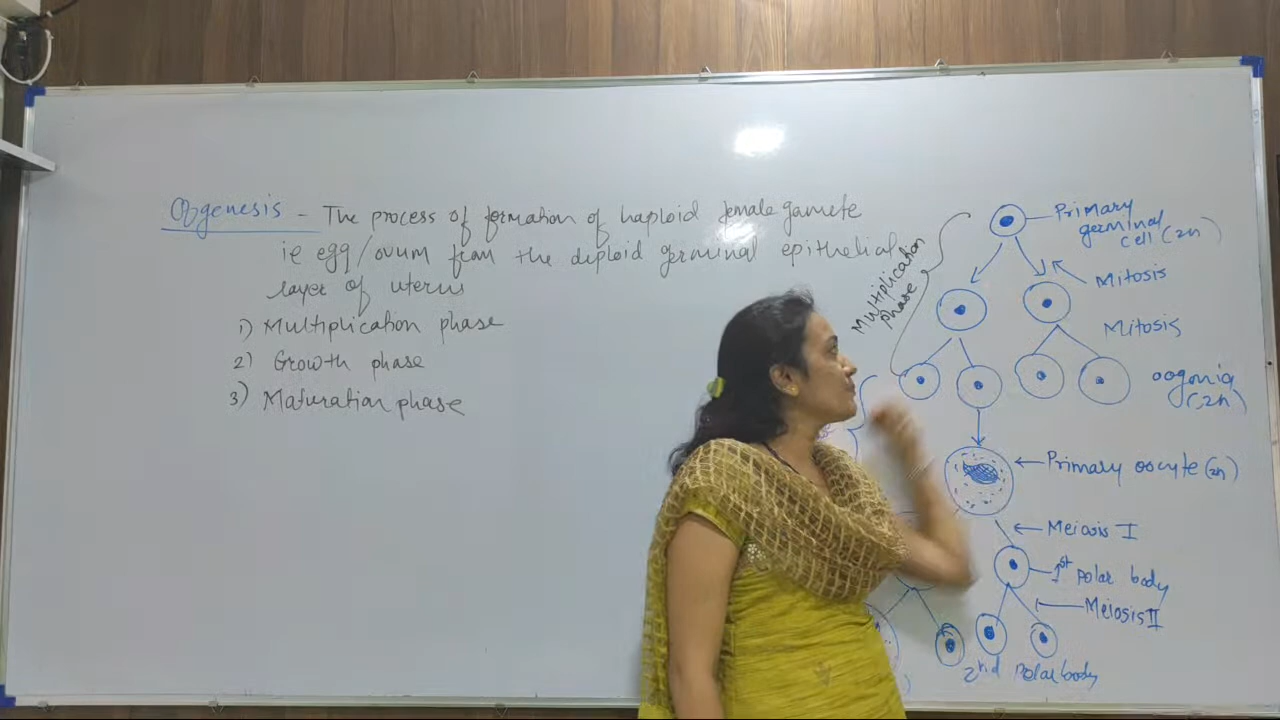 Oogenesis - The process of formation of haploid female gamete
ie egg/ovum from the diploid germinal epithelial
layer of uterus
1) Multiplication phase
2) Growth phase
3) Maturation phase
Multiplication
phase
Primary
germinal
cell (2n)
Mitosis
Mitosis
oogonia
(2n)
Primary oocyte (2n)
Meiosis I
1st polar body
Meiosis II
2nd polar body